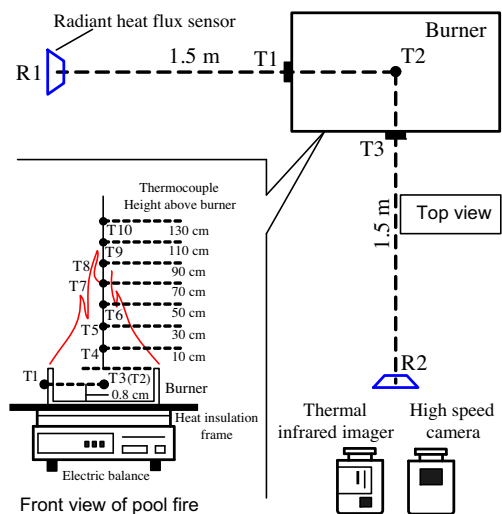 Radiant heat flux sensor
Burner
R1
1.5 m
T1
T2
T3
1.5 m
Top view
R2
Thermal
infrared imager
High speed
camera
Thermocouple
Height above burner
T10
130 cm
T9
110 cm
T8
90 cm
T7
70 cm
T6
50 cm
T5
30 cm
T4
10 cm
T1
T3(T2)
Burner
0.8 cm
Heat insulation
frame
Electric balance
Front view of pool fire